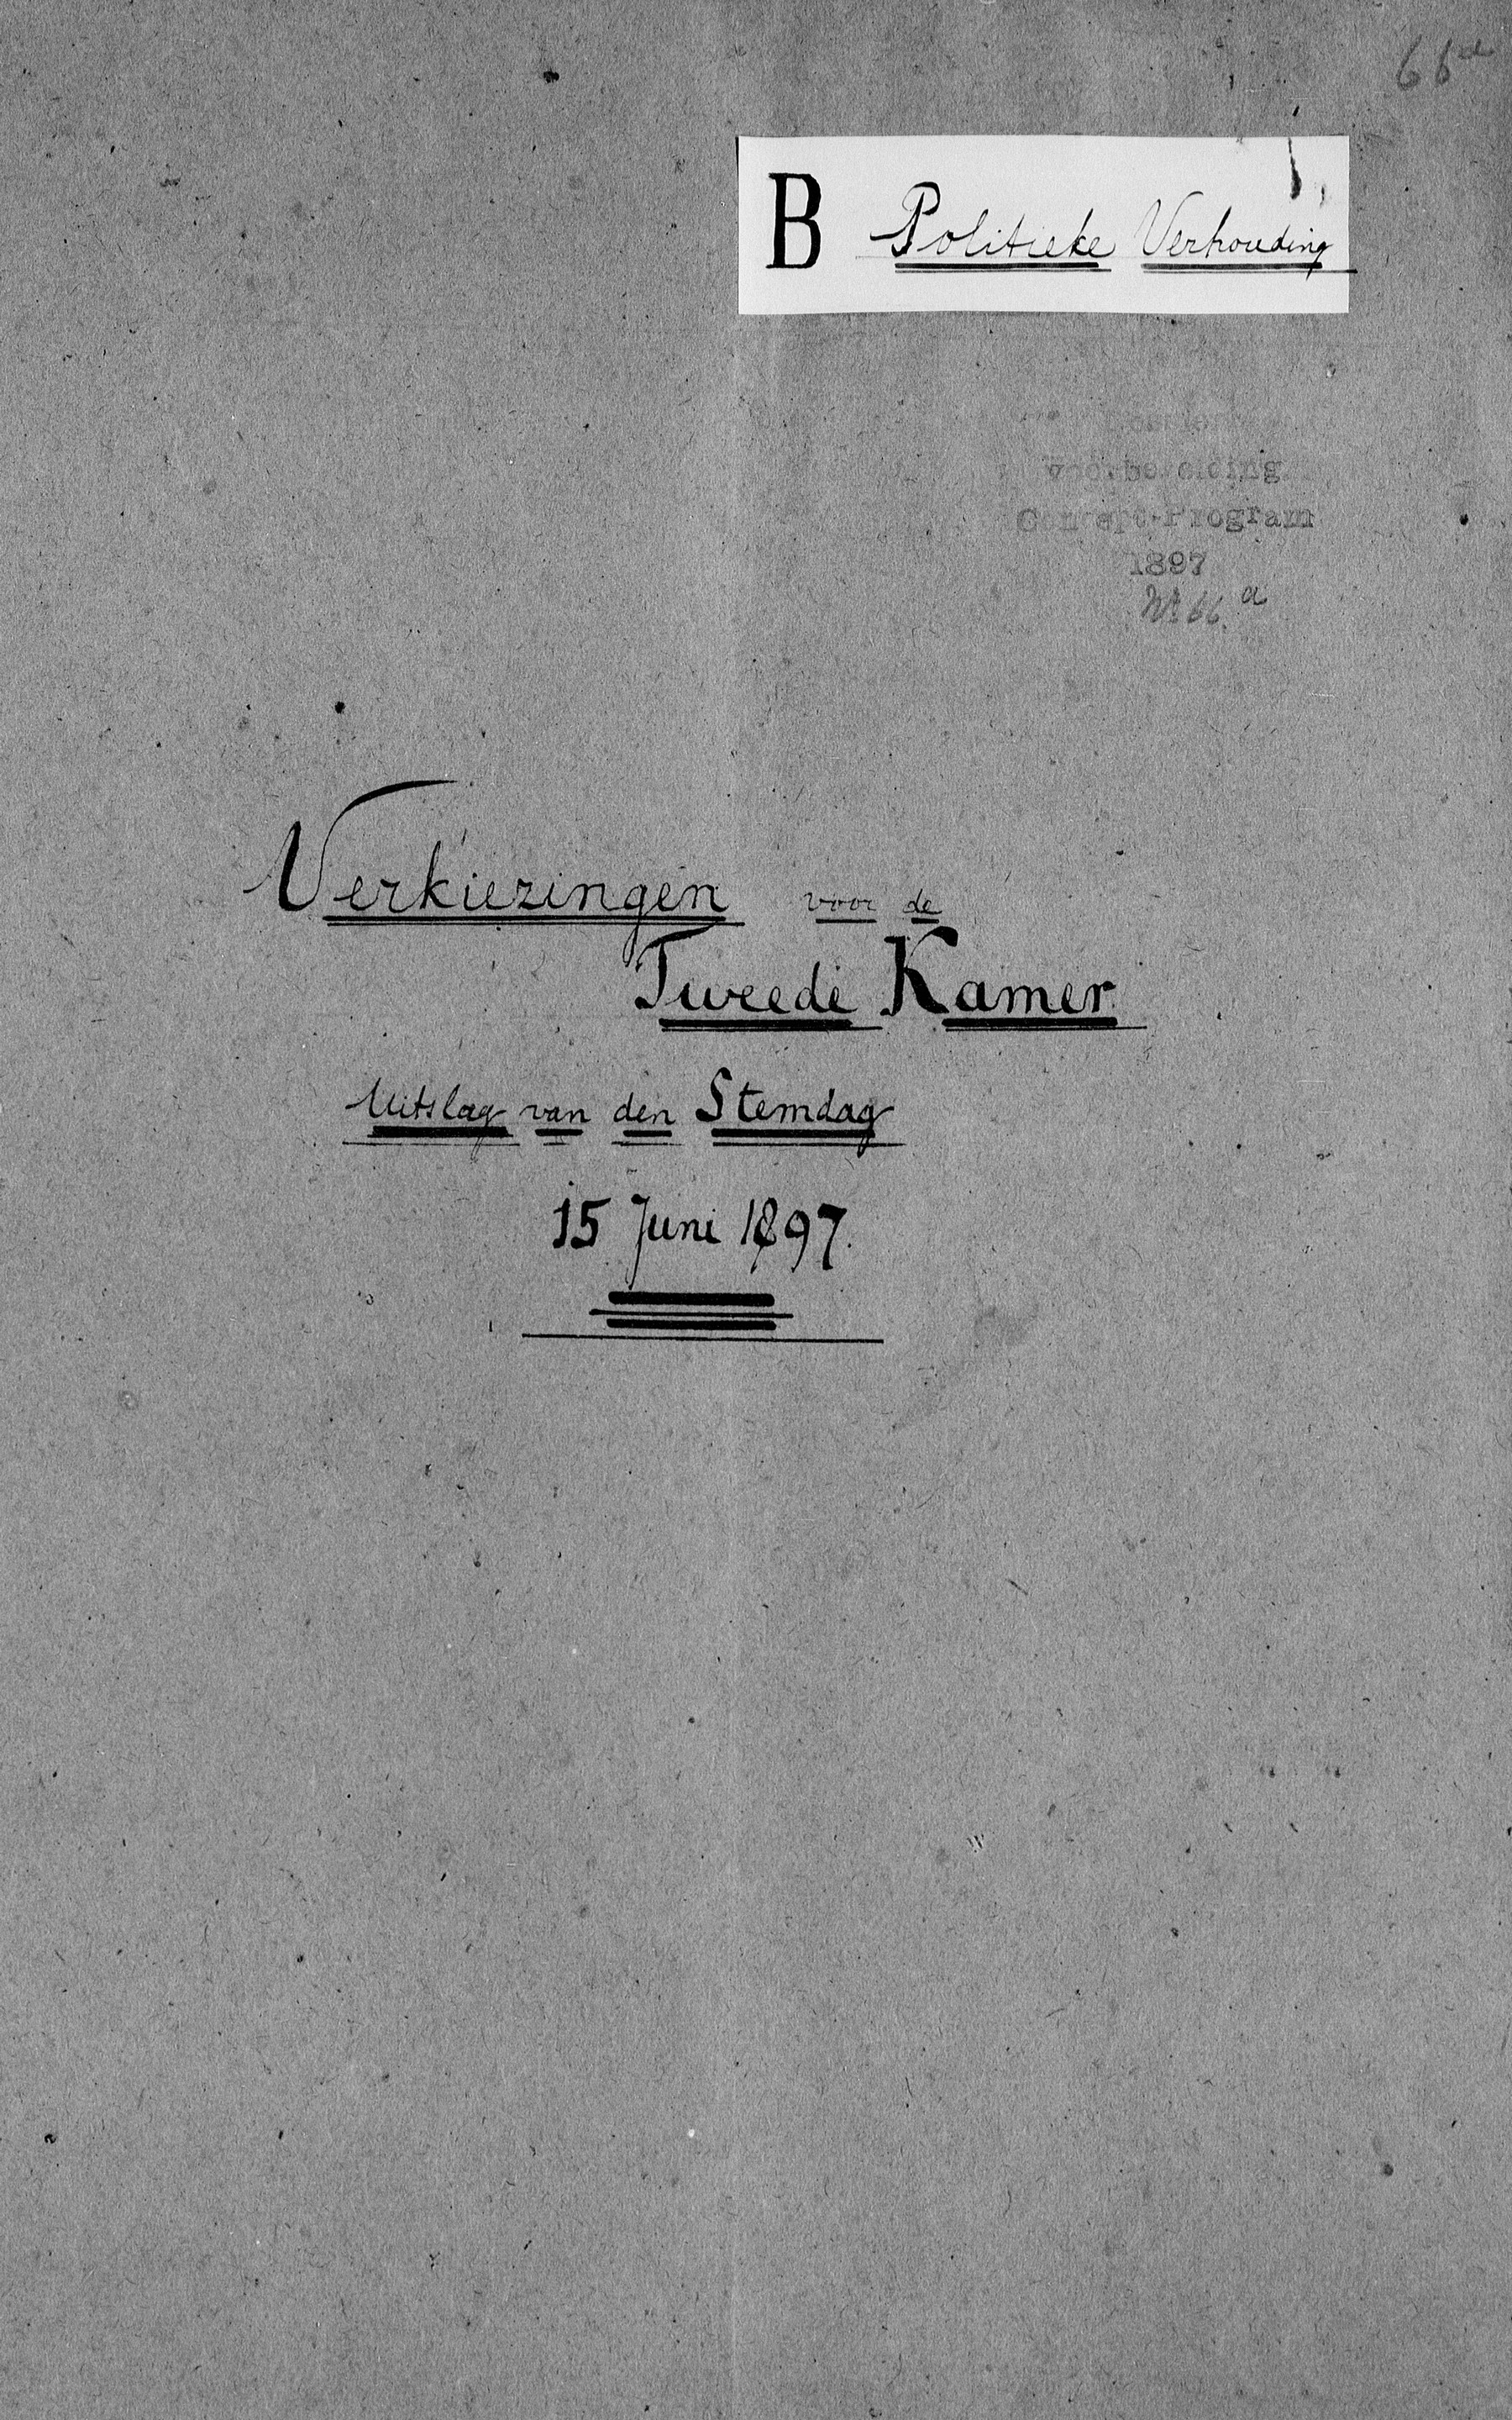 66a
B Politieke Verhouding
Dossier
voorbereiding
Concept-Program
1897
No 66 a
Verkiezingen voor de
Tweede Kamer
Uitslag van den Stemdag
15 Juni 1897.